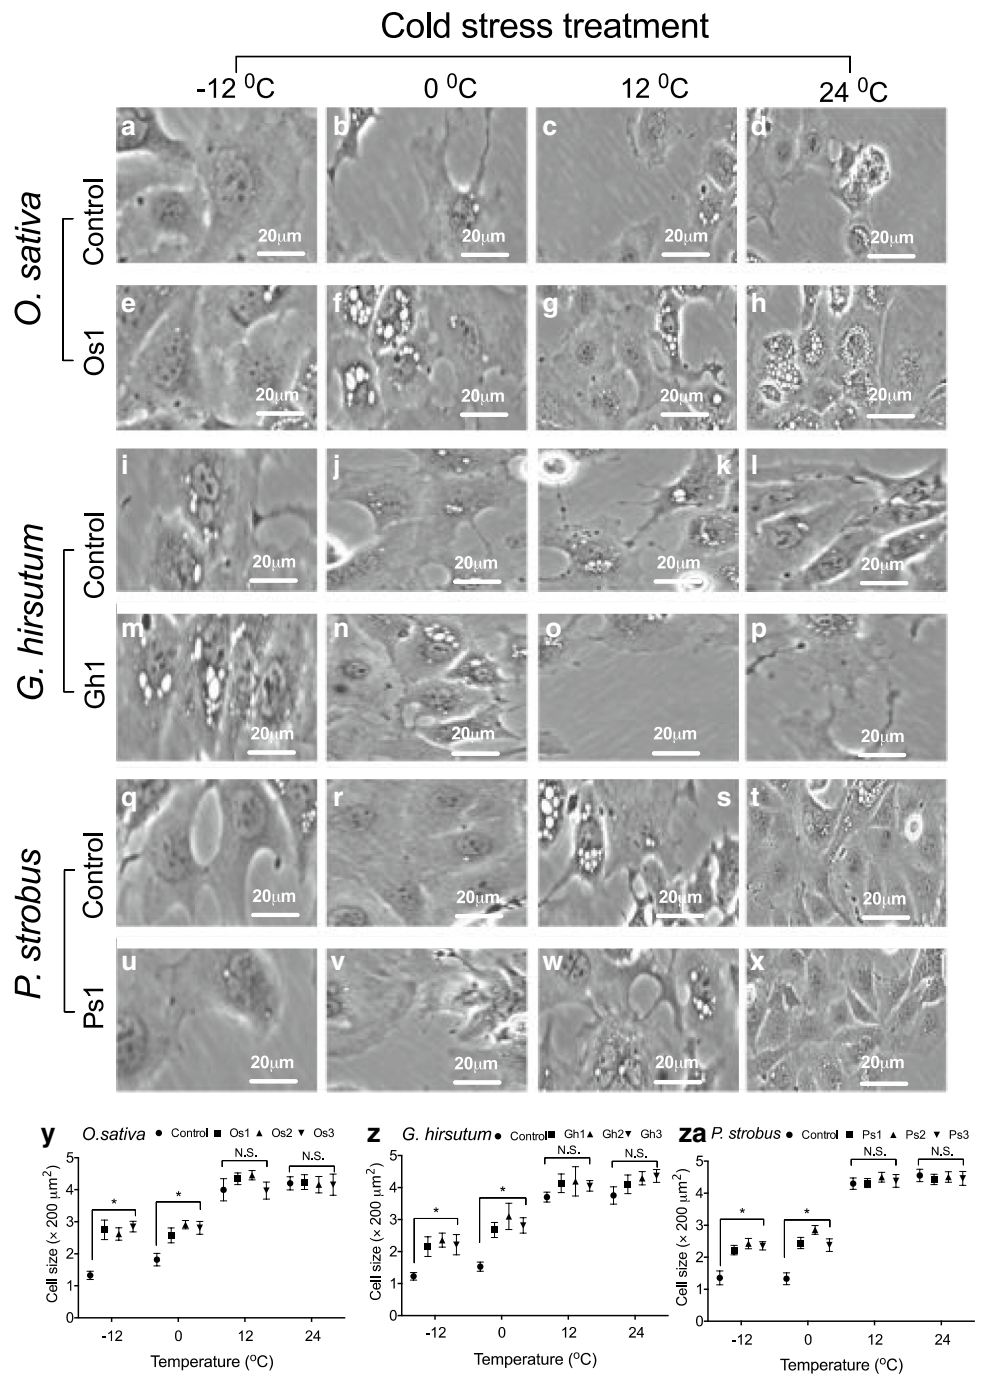 Cold stress treatment
-12 ⁰C 0 ⁰C 12 ⁰C 24 ⁰C
O. sativa
Control
a b c d
20μm 20μm 20μm 20μm
Os1
e f g h
20μm 20μm 20μm 20μm
G. hirsutum
Control
i j k l
20μm 20μm 20μm 20μm
Gh1
m n o p
20μm 20μm 20μm 20μm
P. strobus
Control
q r s t
20μm 20μm 20μm 20μm
Ps1
u v w x
20μm 20μm 20μm 20μm
y O.sativa Control Os1 Os2 Os3
N.S. N.S.
* *
Cell size (× 200 μm²)
5
4
3
2
1
0
-12 0 12 24
Temperature (°C)
z G. hirsutum Control Gh1 Gh2 Gh3
N.S. N.S.
* *
Cell size (× 200 μm²)
5
4
3
2
1
0
-12 0 12 24
Temperature (°C)
za P. strobus Control Ps1 Ps2 Ps3
N.S. N.S.
* *
Cell size (× 200 μm²)
5
4
3
2
1
0
-12 0 12 24
Temperature (°C)